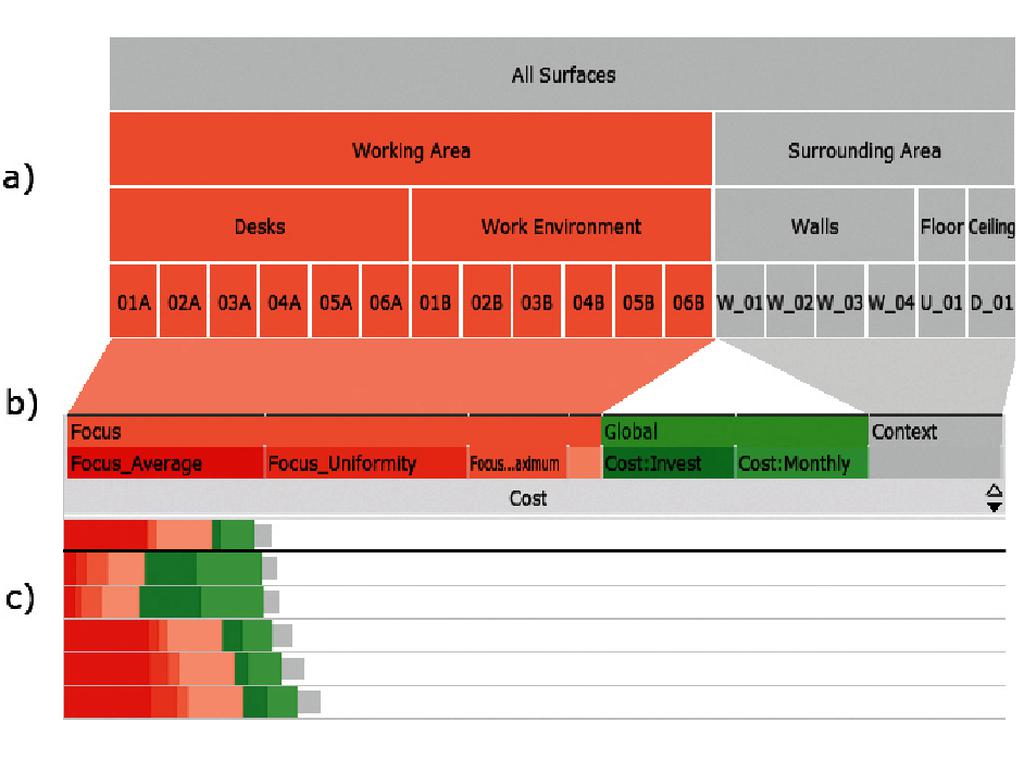 All Surfaces
a)
Working Area Surrounding Area
Desks Work Environment Walls Floor Ceiling
01A 02A 03A 04A 05A 06A 01B 02B 03B 04B 05B 06B W_01 W_02 W_03 W_04 U_01 D_01
b)
Focus Global Context
Focus_Average Focus_Uniformity Focus...aximum Cost:Invest Cost:Monthly
Cost
c)